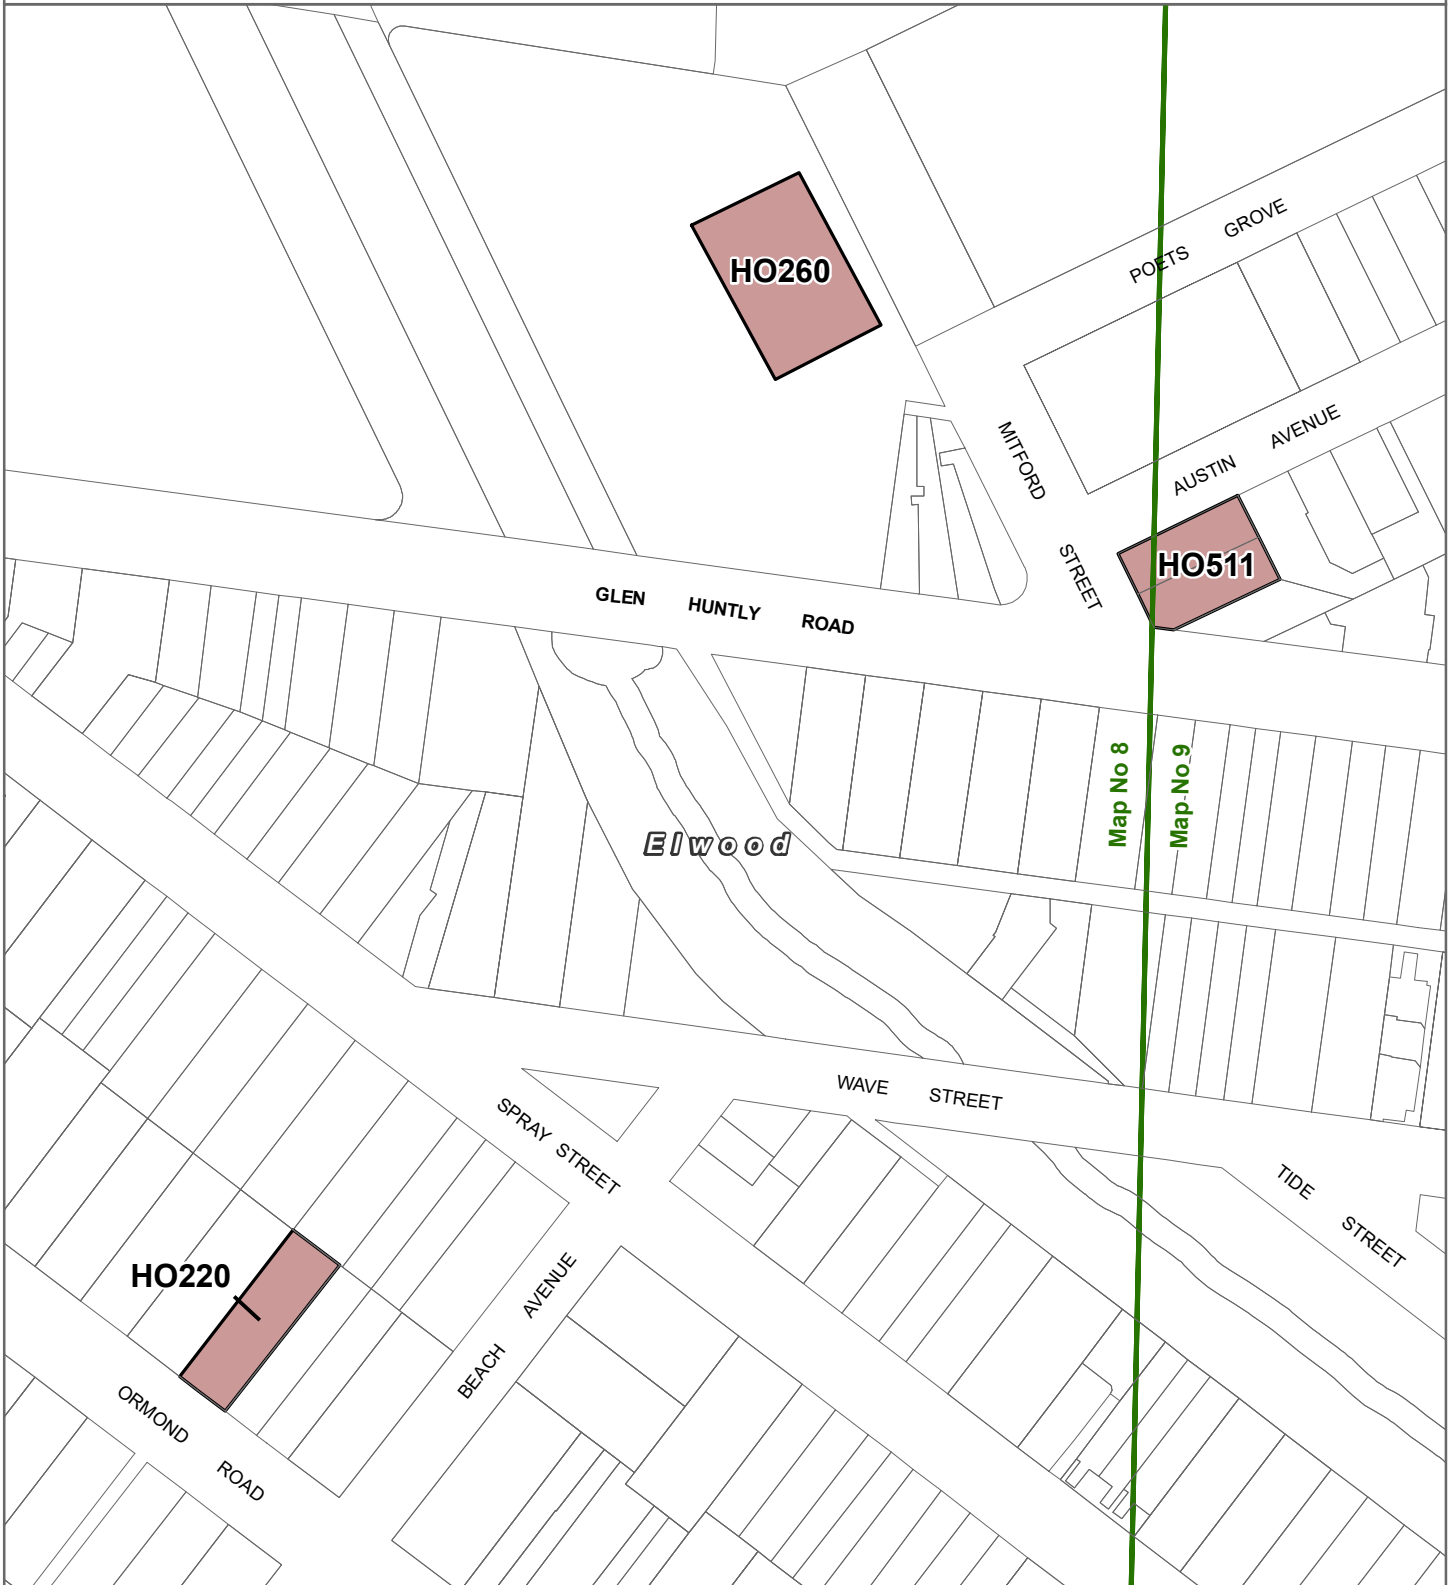 POETS GROVE
HO260
MITFORD STREET
AUSTIN AVENUE
HO511
GLEN HUNTLY ROAD
Map No 8
Map No 9
Elwood
WAVE STREET
SPRAY STREET
TIDE STREET
HO220
BEACH AVENUE
ORMOND ROAD